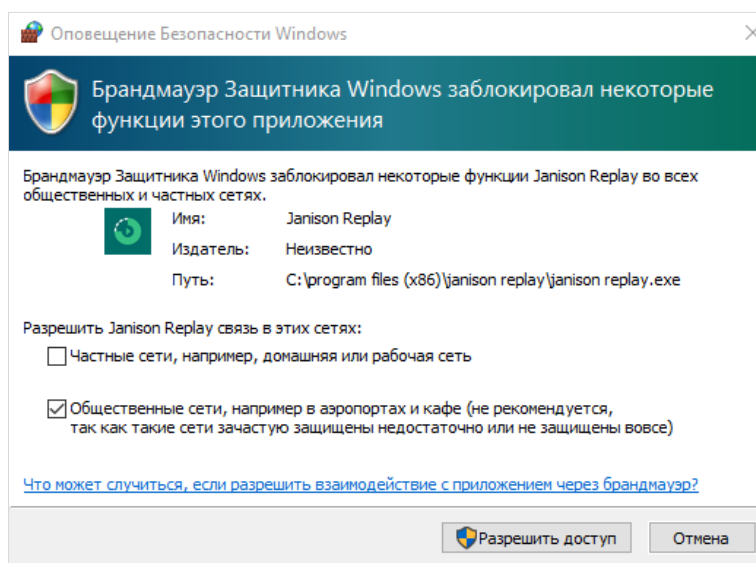 Оповещение Безопасности Windows
Брандмауэр Защитника Windows заблокировал некоторые
функции этого приложения
Брандмауэр Защитника Windows заблокировал некоторые функции Janison Replay во всех
общественных и частных сетях.
Имя: Janison Replay
Издатель: Неизвестно
Путь: C:\program files (x86)\janison replay\janison replay.exe
Разрешить Janison Replay связь в этих сетях:
Частные сети, например, домашняя или рабочая сеть
Общественные сети, например в аэропортах и кафе (не рекомендуется,
так как такие сети зачастую защищены недостаточно или не защищены вовсе)
Что может случиться, если разрешить взаимодействие с приложением через брандмауэр?
Разрешить доступ Отмена